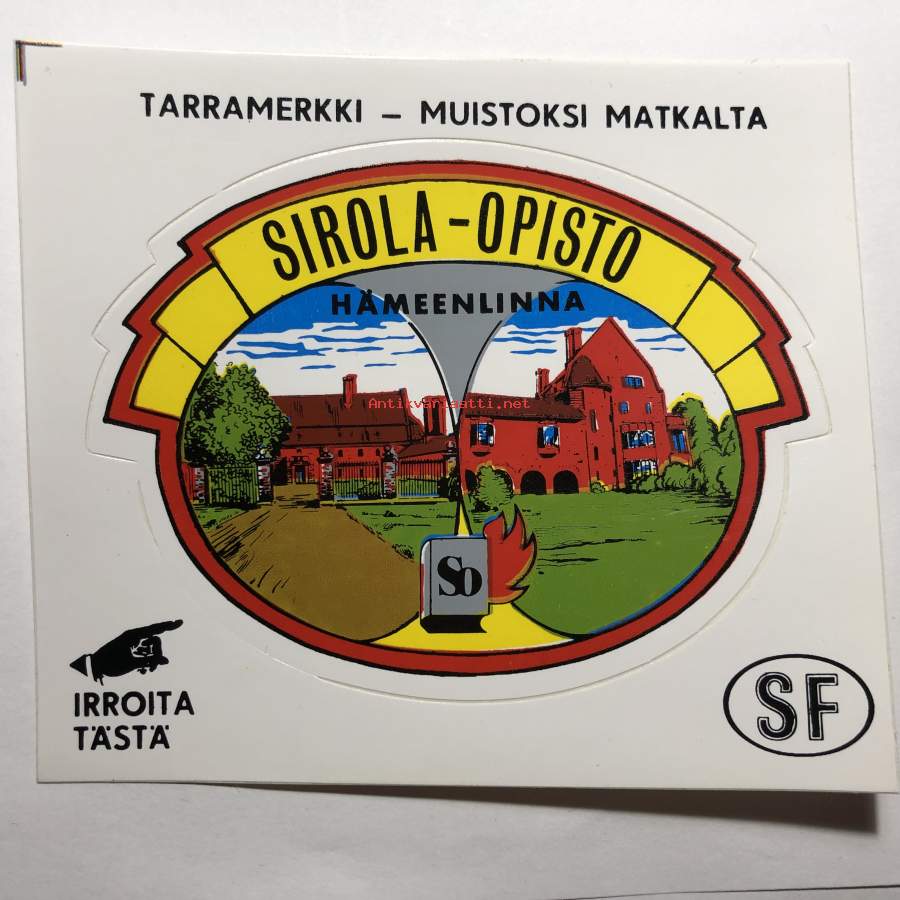 TARRAMERKKI – MUISTOKSI MATKALTA
SIROLA-OPISTO
HÄMEENLINNA
Antikvariaatti.net
So
IRROITA
TÄSTÄ
SF